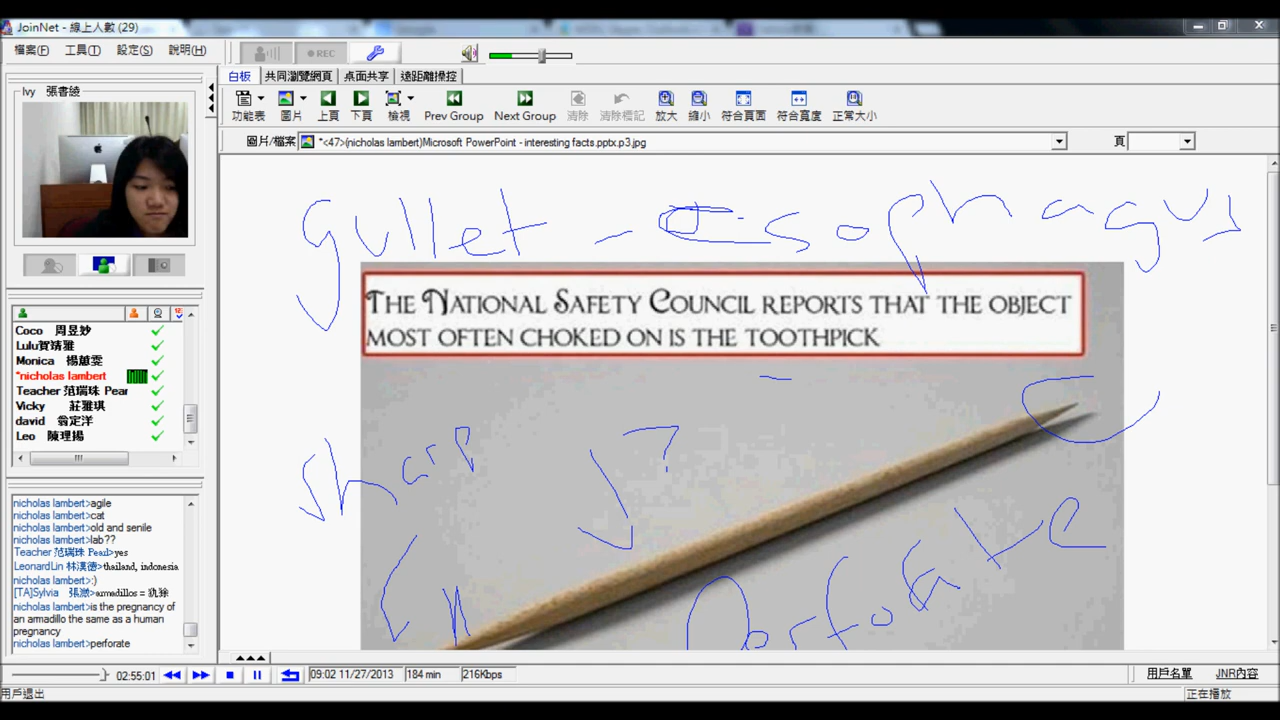 JoinNet - 線上人數 (29)
檔案(F) 工具(T) 設定(S) 說明(H)
REC
Ivy 張書綾
白板 共同瀏覽網頁 桌面共享 遠距離操控
功能表 圖片 上頁 下頁 檢視 Prev Group Next Group 清除 清除標記 放大 縮小 符合頁面 符合寬度 正常大小
圖片/檔案 *<47>(nicholas lambert)Microsoft PowerPoint - interesting facts.pptx.p3.jpg 頁
gullet - esophagus
THE NATIONAL SAFETY COUNCIL REPORTS THAT THE OBJECT
MOST OFTEN CHOKED ON IS THE TOOTHPICK
sharp
?
perforate
Coco 周昱妙
Lulu賀婧雅
Monica 楊蕙雯
*nicholas lambert
Teacher 范瑞珠 Pear
Vicky 莊雅琪
david 翁定洋
Leo 陳理揚
nicholas lambert>agile
nicholas lambert>cat
nicholas lambert>old and senile
nicholas lambert>lab??
Teacher 范瑞珠 Pearl>yes
LeonardLin 林漢德>thailand, indonesia
nicholas lambert>:)
[TA]Sylvia 張澂>armadillos = 犰狳
nicholas lambert>is the pregnancy of
an armadillo the same as a human
pregnancy
nicholas lambert>perforate
02:55:01 09:02 11/27/2013 184 min 216Kbps 用戶名單 JNR內容
用戶退出 正在播放